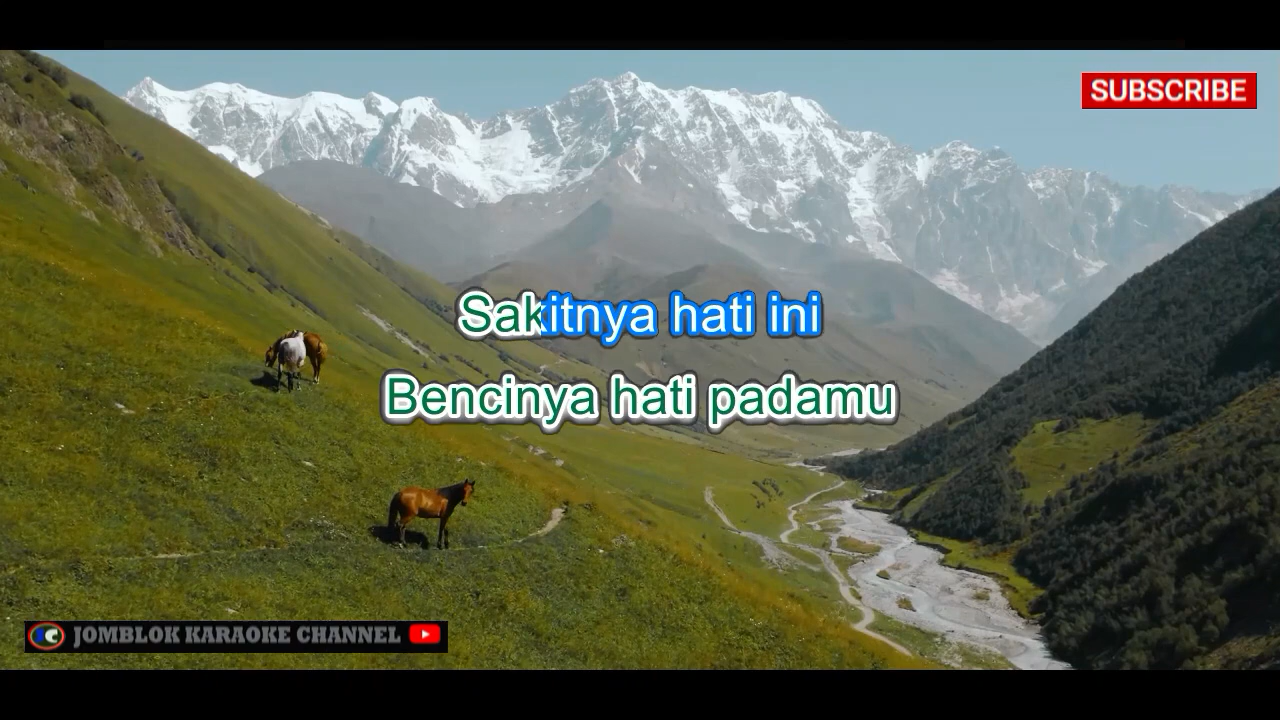 SUBSCRIBE
Sakitnya hati ini
Bencinya hati padamu
JOMBLOK KARAOKE CHANNEL